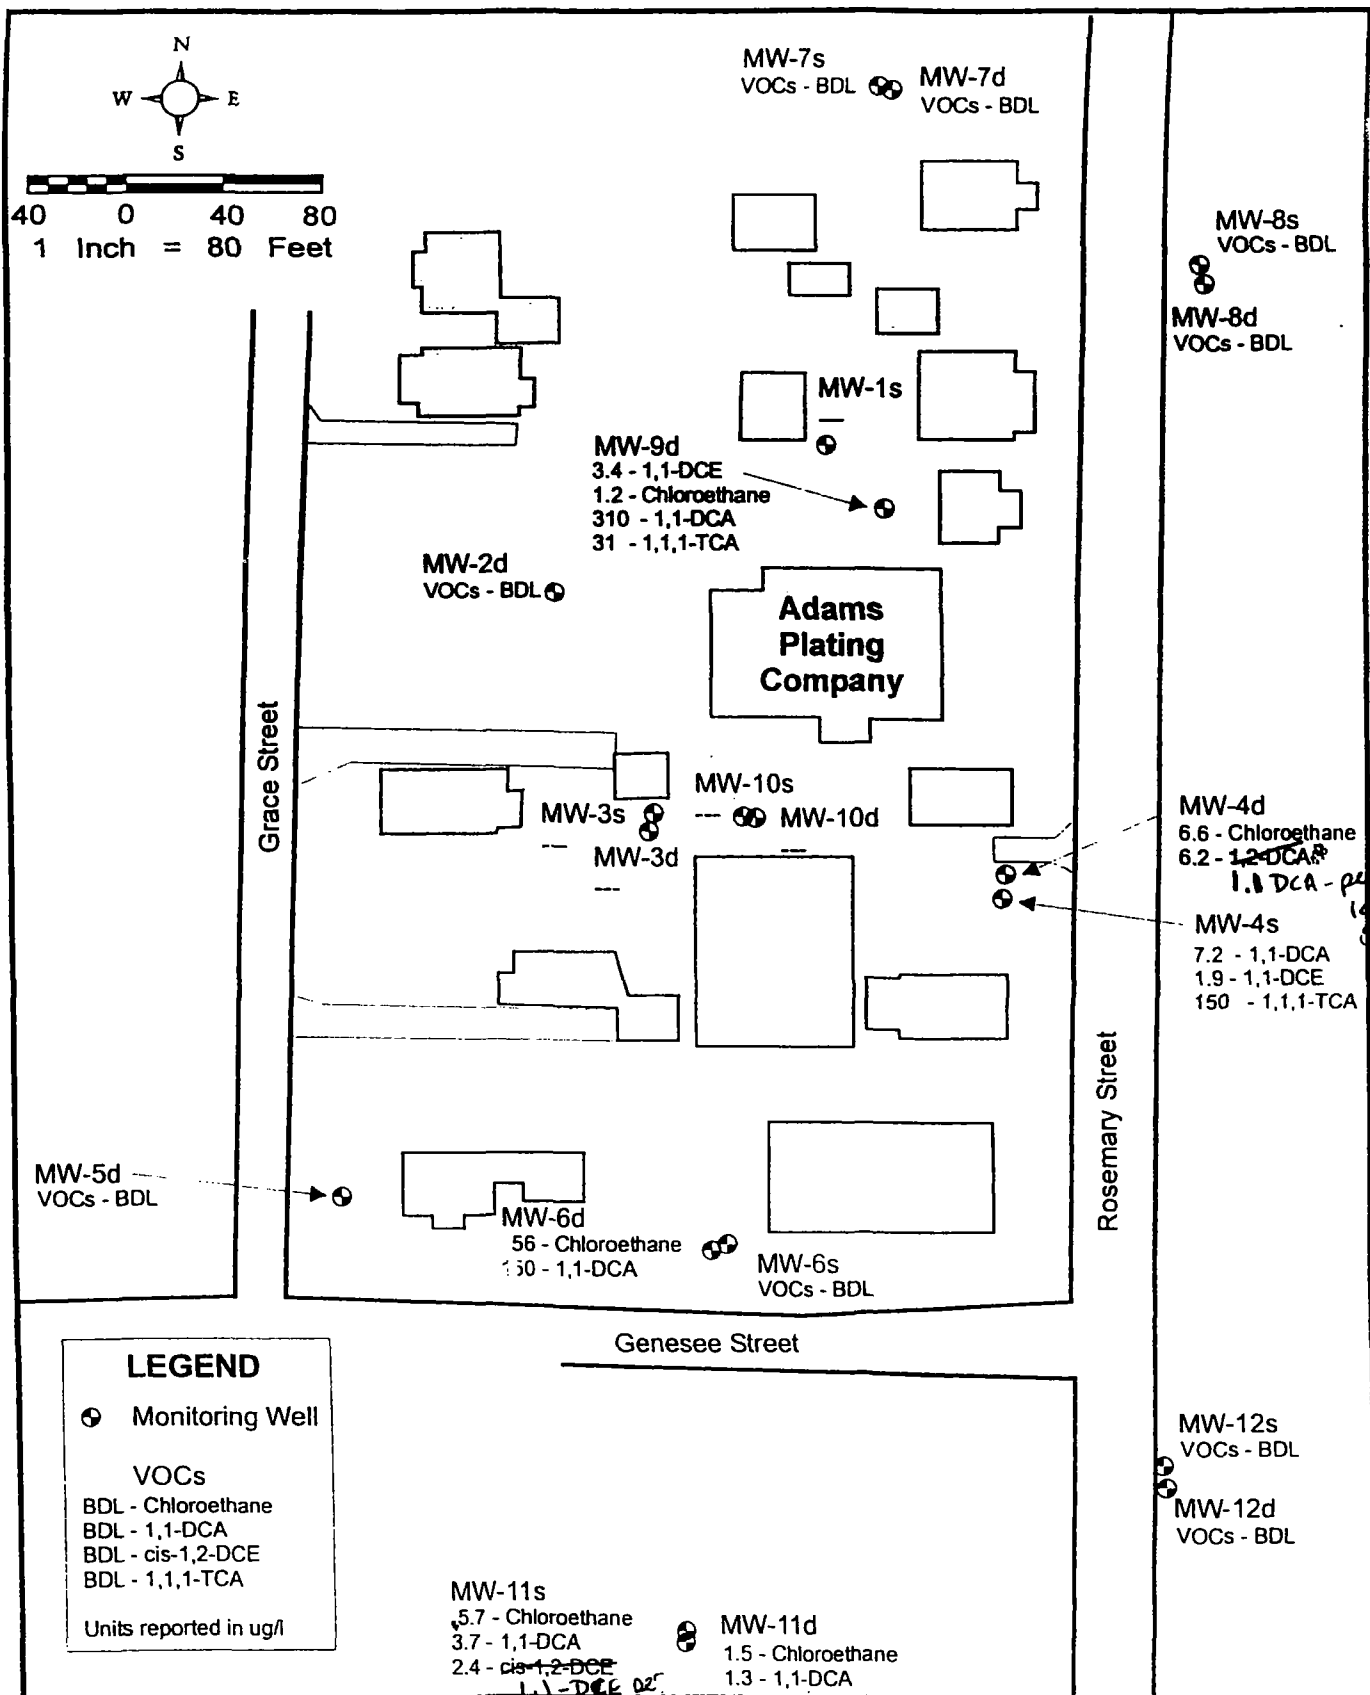 N
W E
S
40 0 40 80
1 Inch = 80 Feet
MW-7s
VOCs - BDL
MW-7d
VOCs - BDL
MW-8s
VOCs - BDL
MW-8d
VOCs - BDL
MW-1s
---
MW-9d
3.4 - 1,1-DCE
1.2 - Chloroethane
310 - 1,1-DCA
31 - 1,1,1-TCA
MW-2d
VOCs - BDL
Adams
Plating
Company
Grace Street
MW-10s
---
MW-3s
---
MW-10d
---
MW-3d
---
MW-4d
6.6 - Chloroethane
6.2 - 1,2-DCA
1.1 DCA -
MW-4s
7.2 - 1,1-DCA
1.9 - 1,1-DCE
150 - 1,1,1-TCA
Rosemary Street
MW-5d
VOCs - BDL
MW-6d
56 - Chloroethane
150 - 1,1-DCA
MW-6s
VOCs - BDL
Genesee Street
LEGEND
Monitoring Well
VOCs
BDL - Chloroethane
BDL - 1,1-DCA
BDL - cis-1,2-DCE
BDL - 1,1,1-TCA
Units reported in ug/l
MW-12s
VOCs - BDL
MW-12d
VOCs - BDL
MW-11s
5.7 - Chloroethane
3.7 - 1,1-DCA
2.4 - cis-1,2-DCE
1,1-DCE
MW-11d
1.5 - Chloroethane
1.3 - 1,1-DCA